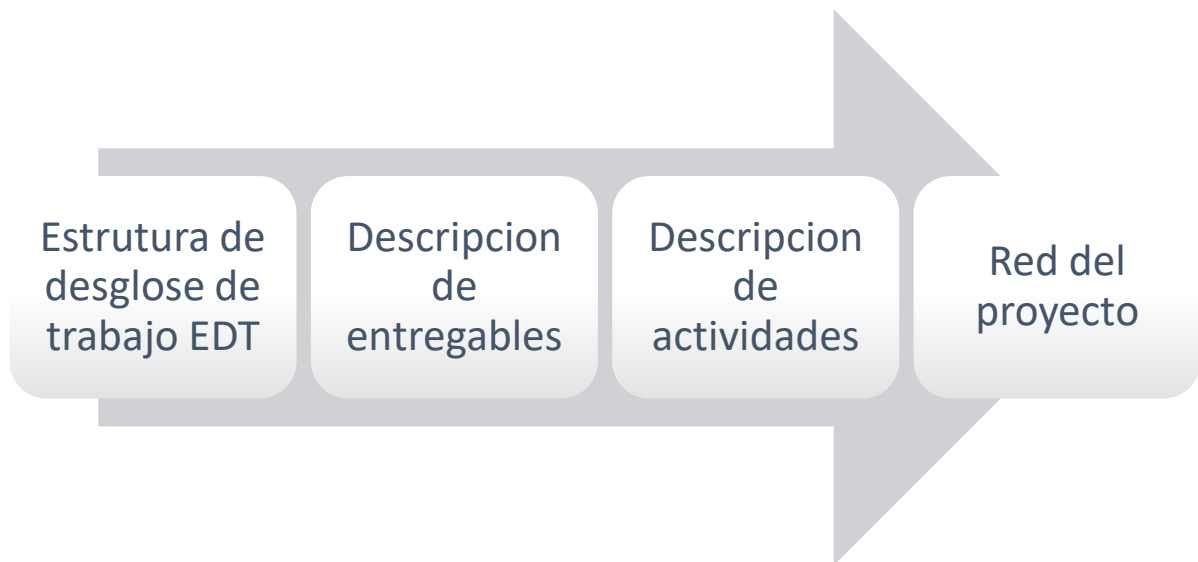 Estrutura de
desglose de
trabajo EDT
Descripcion
de
entregables
Descripcion
de
actividades
Red del
proyecto